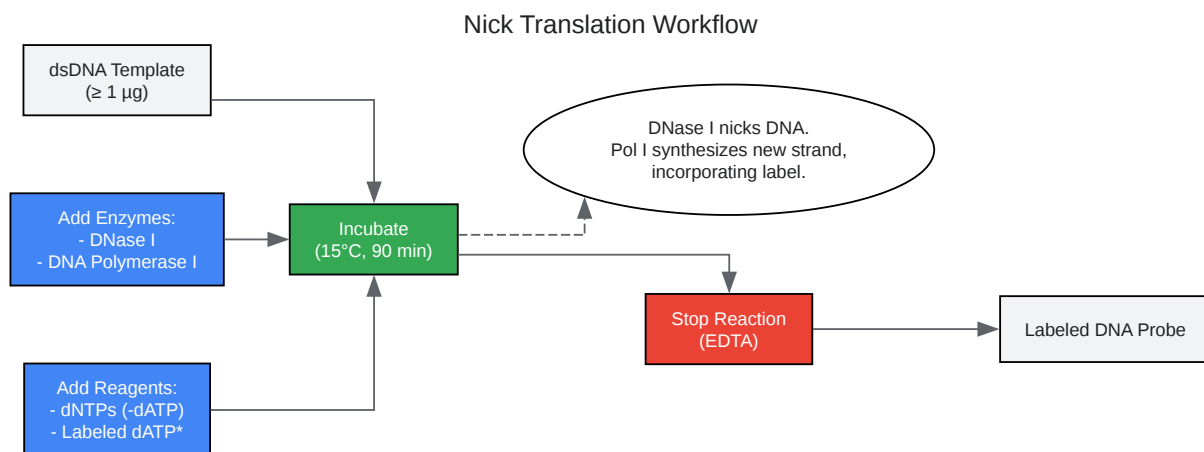 Nick Translation Workflow
dsDNA Template
(≥ 1 µg)
DNase I nicks DNA.
Pol I synthesizes new strand,
incorporating label.
Add Enzymes:
- DNase I
- DNA Polymerase I
Incubate
(15°C, 90 min)
Stop Reaction
(EDTA)
Labeled DNA Probe
Add Reagents:
- dNTPs (-dATP)
- Labeled dATP*